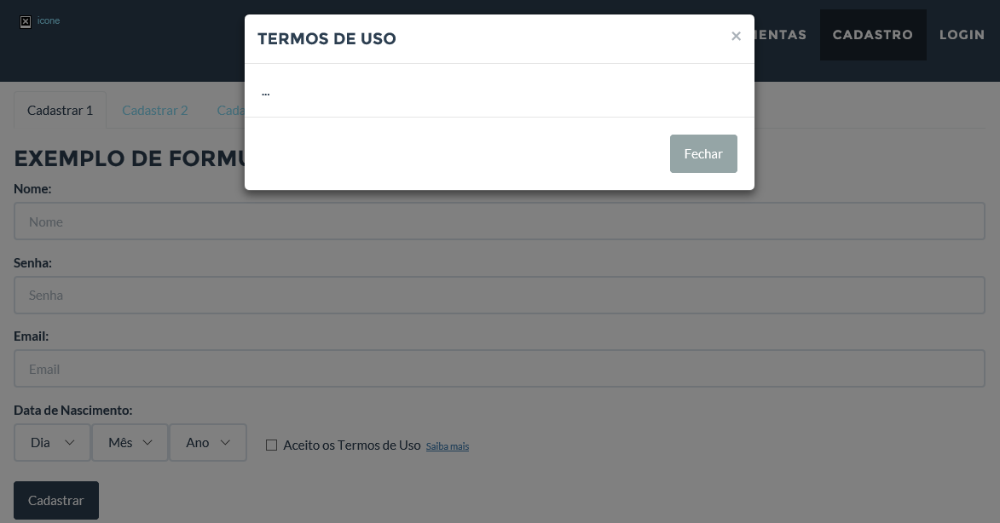 icone
IENTAS CADASTRO LOGIN
TERMOS DE USO ×
...
Fechar
Cadastrar 1 Cadastrar 2 Cada
EXEMPLO DE FORMU
Nome:
Nome
Senha:
Senha
Email:
Email
Data de Nascimento:
Dia Mês Ano Aceito os Termos de Uso Saiba mais
Cadastrar